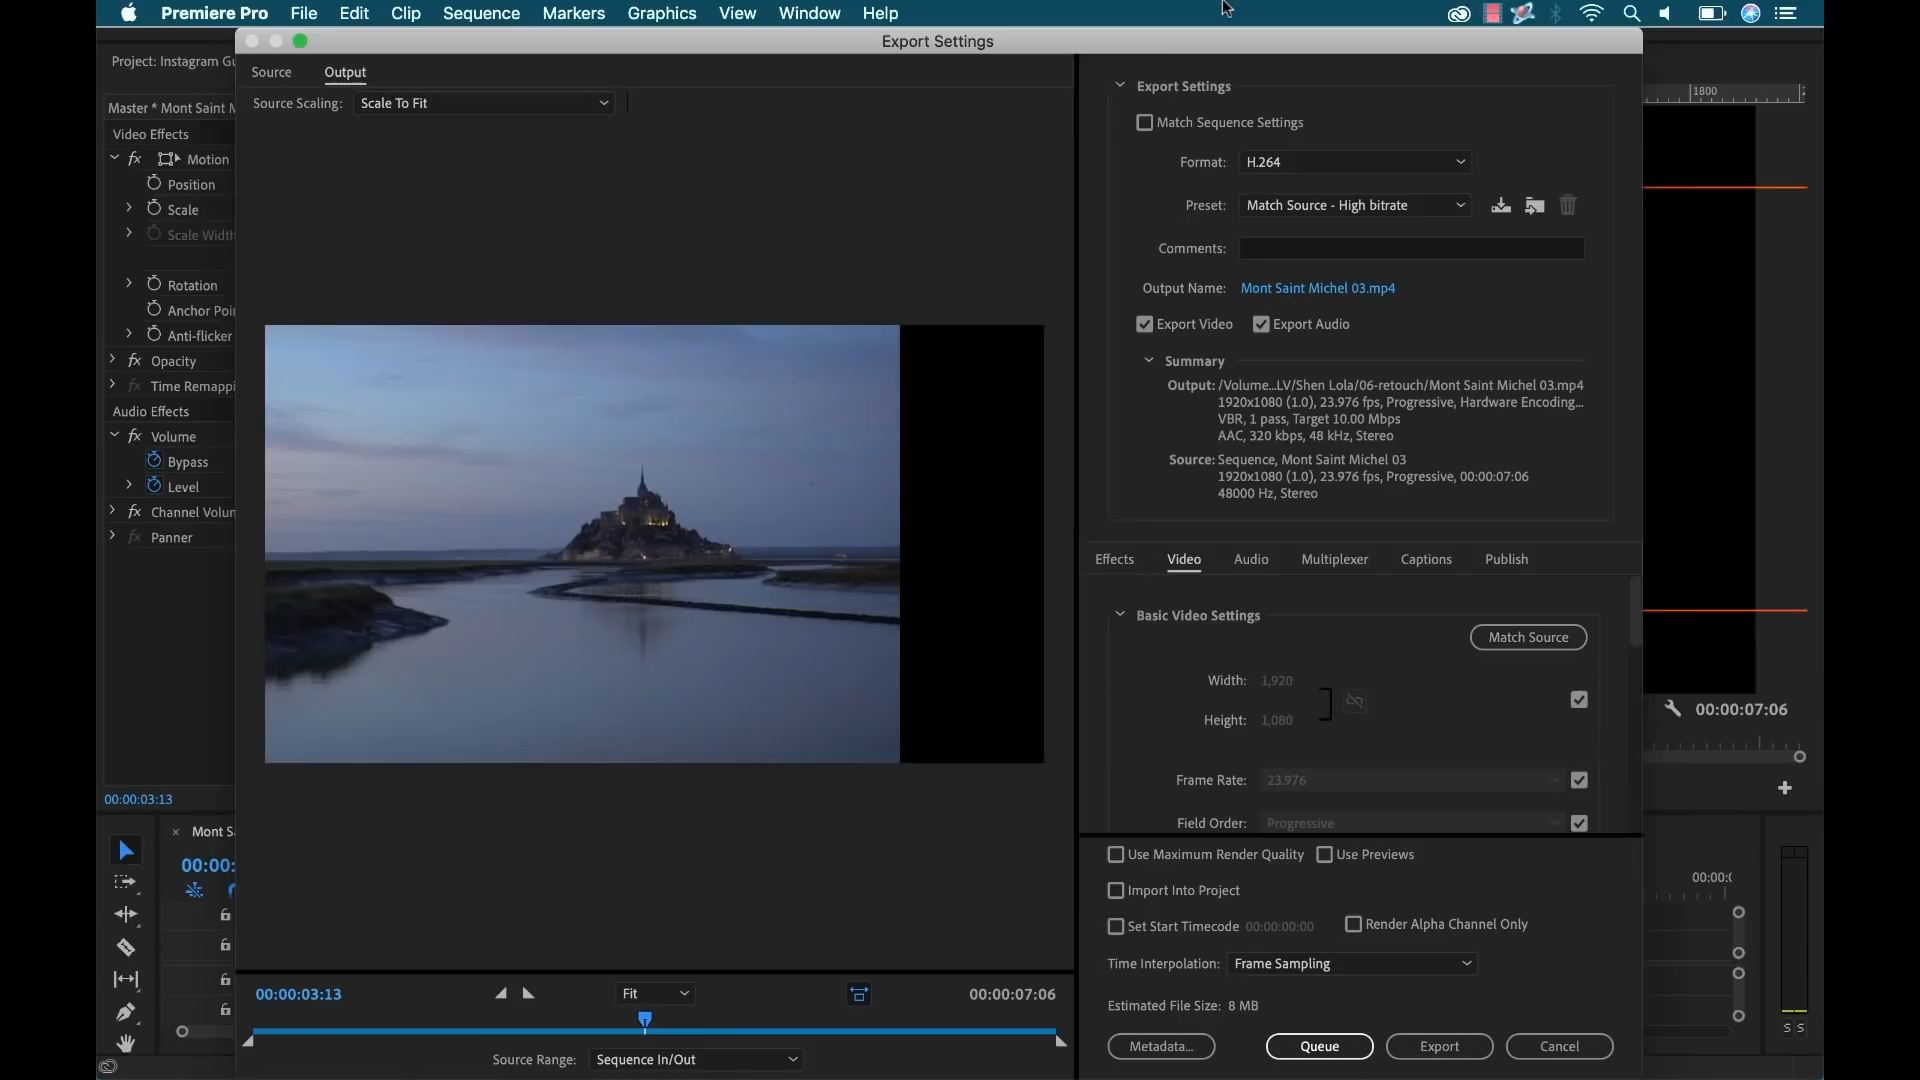 Premiere Pro File Edit Clip Sequence Markers Graphics View Window Help
Export Settings
Project: Instagram Gu
Master * Mont Saint M
Video Effects
Motion
Position
Scale
Scale Width
Rotation
Anchor Poi
Anti-flicker
Opacity
Time Remappi
Audio Effects
Volume
Bypass
Level
Channel Volun
Panner
00:00:03:13
Mont Sa
00:00:
Source Output
Source Scaling: Scale To Fit
00:00:03:13 Fit 00:00:07:06
Source Range: Sequence In/Out
Export Settings
Match Sequence Settings
Format: H.264
Preset: Match Source - High bitrate
Comments:
Output Name: Mont Saint Michel 03.mp4
Export Video Export Audio
Summary
Output: /Volume...LV/Shen Lola/06-retouch/Mont Saint Michel 03.mp4
1920x1080 (1.0), 23.976 fps, Progressive, Hardware Encoding...
VBR, 1 pass, Target 10.00 Mbps
AAC, 320 kbps, 48 kHz, Stereo
Source: Sequence, Mont Saint Michel 03
1920x1080 (1.0), 23.976 fps, Progressive, 00:00:07:06
48000 Hz, Stereo
Effects Video Audio Multiplexer Captions Publish
Basic Video Settings
Match Source
Width: 1,920
Height: 1,080
Frame Rate: 23.976
Field Order: Progressive
Use Maximum Render Quality Use Previews
Import Into Project
Set Start Timecode 00:00:00:00 Render Alpha Channel Only
Time Interpolation: Frame Sampling
Estimated File Size: 8 MB
Metadata... Queue Export Cancel
1800
00:00:07:06
00:00:0
S S